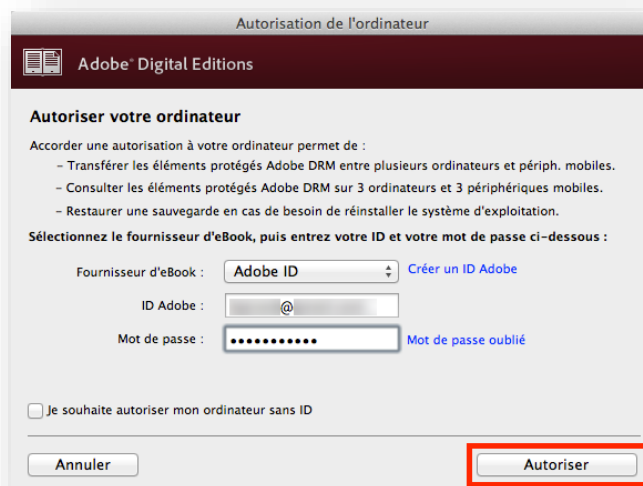 Autorisation de l'ordinateur
Adobe® Digital Editions
Autoriser votre ordinateur
Accorder une autorisation à votre ordinateur permet de :
– Transférer les éléments protégés Adobe DRM entre plusieurs ordinateurs et périph. mobiles.
– Consulter les éléments protégés Adobe DRM sur 3 ordinateurs et 3 périphériques mobiles.
– Restaurer une sauvegarde en cas de besoin de réinstaller le système d'exploitation.
Sélectionnez le fournisseur d'eBook, puis entrez votre ID et votre mot de passe ci-dessous :
Fournisseur d'eBook : Adobe ID Créer un ID Adobe
ID Adobe : @
Mot de passe : ••••••••••• Mot de passe oublié
Je souhaite autoriser mon ordinateur sans ID
Annuler Autoriser